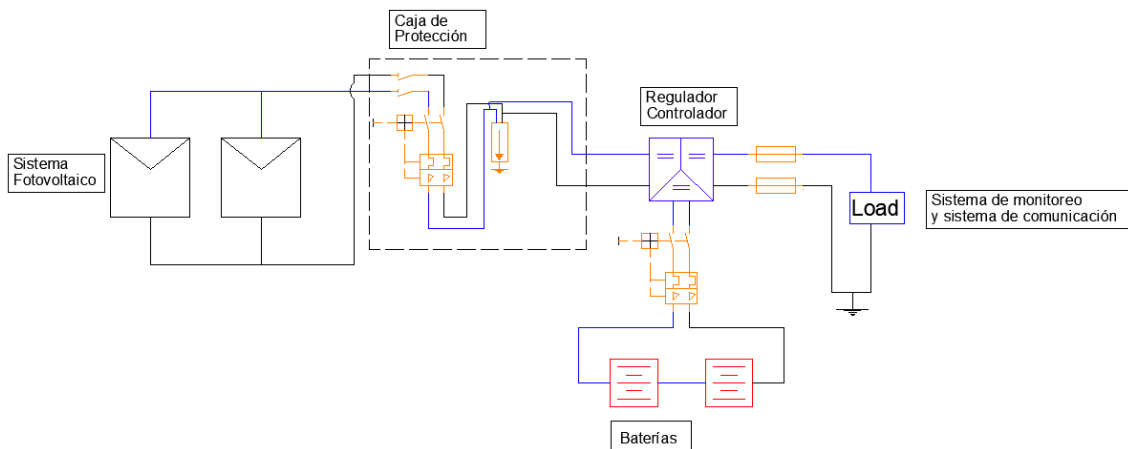 Caja de
Protección
Regulador
Controlador
Sistema
Fotovoltaico
Load
Sistema de monitoreo
y sistema de comunicación
Baterías